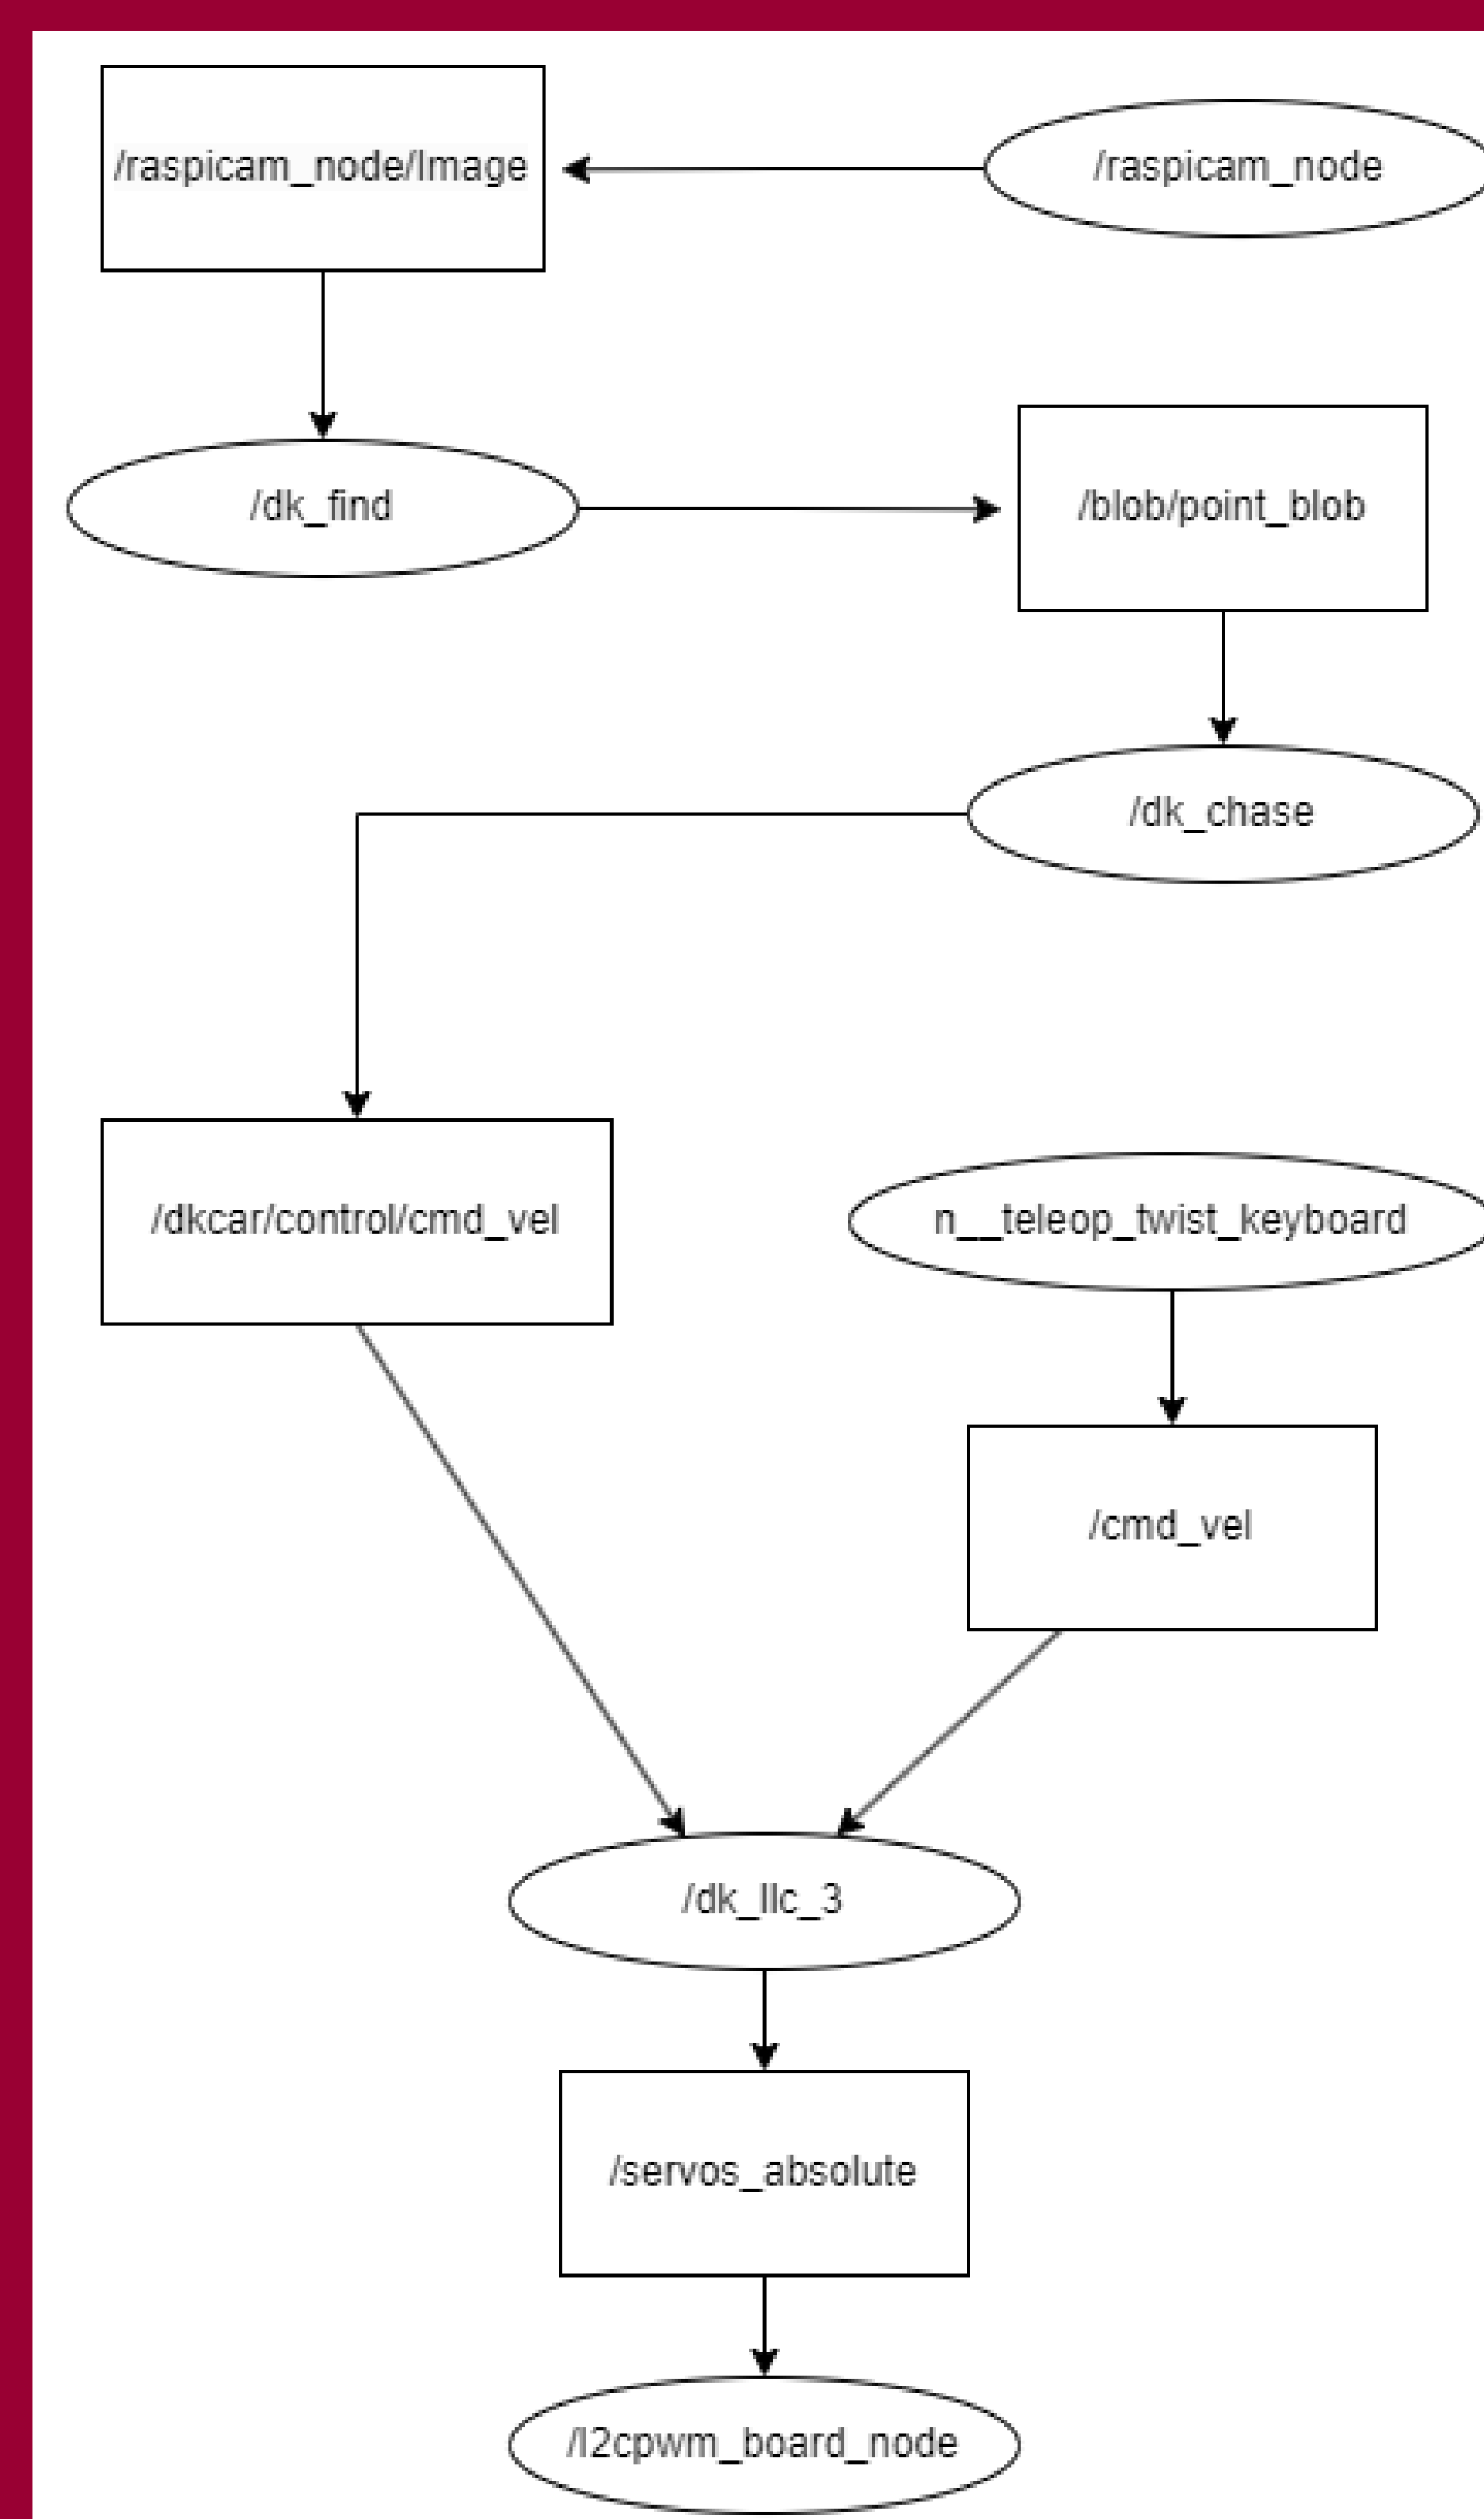 /raspicam_node/Image
/raspicam_node
/dk_find
/blob/point_blob
/dk_chase
/dkcar/control/cmd_vel
n__teleop_twist_keyboard
/cmd_vel
/dk_llc_3
/servos_absolute
/I2cpwm_board_node